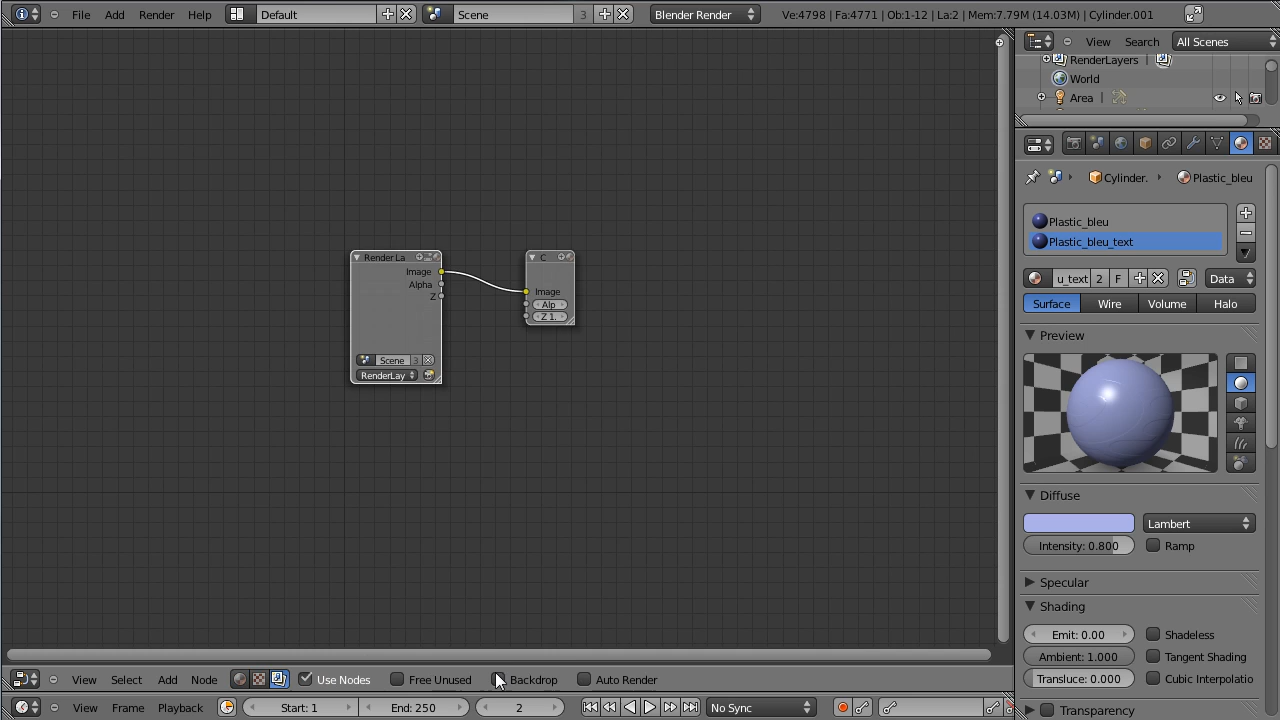 File Add Render Help Default Scene 3 Blender Render Ve:4798 | Fa:4771 | Ob:1-12 | La:2 | Mem:7.79M (14.03M) | Cylinder.001
View Search All Scenes
RenderLayers |
World
Area |
Cylinder. Plastic_bleu
Plastic_bleu
Plastic_bleu_text
u_text 2 F Data
Surface Wire Volume Halo
Preview
Render La
Image
Alpha
Z
Scene 3
RenderLay
C
Image
Alp
Z 1.
Diffuse
Lambert
Intensity: 0.800 Ramp
Specular
Shading
Emit: 0.00 Shadeless
Ambient: 1.000 Tangent Shading
Transluce: 0.000 Cubic Interpolatio
Transparency
View Select Add Node Use Nodes Free Unused Backdrop Auto Render
View Frame Playback Start: 1 End: 250 2 No Sync